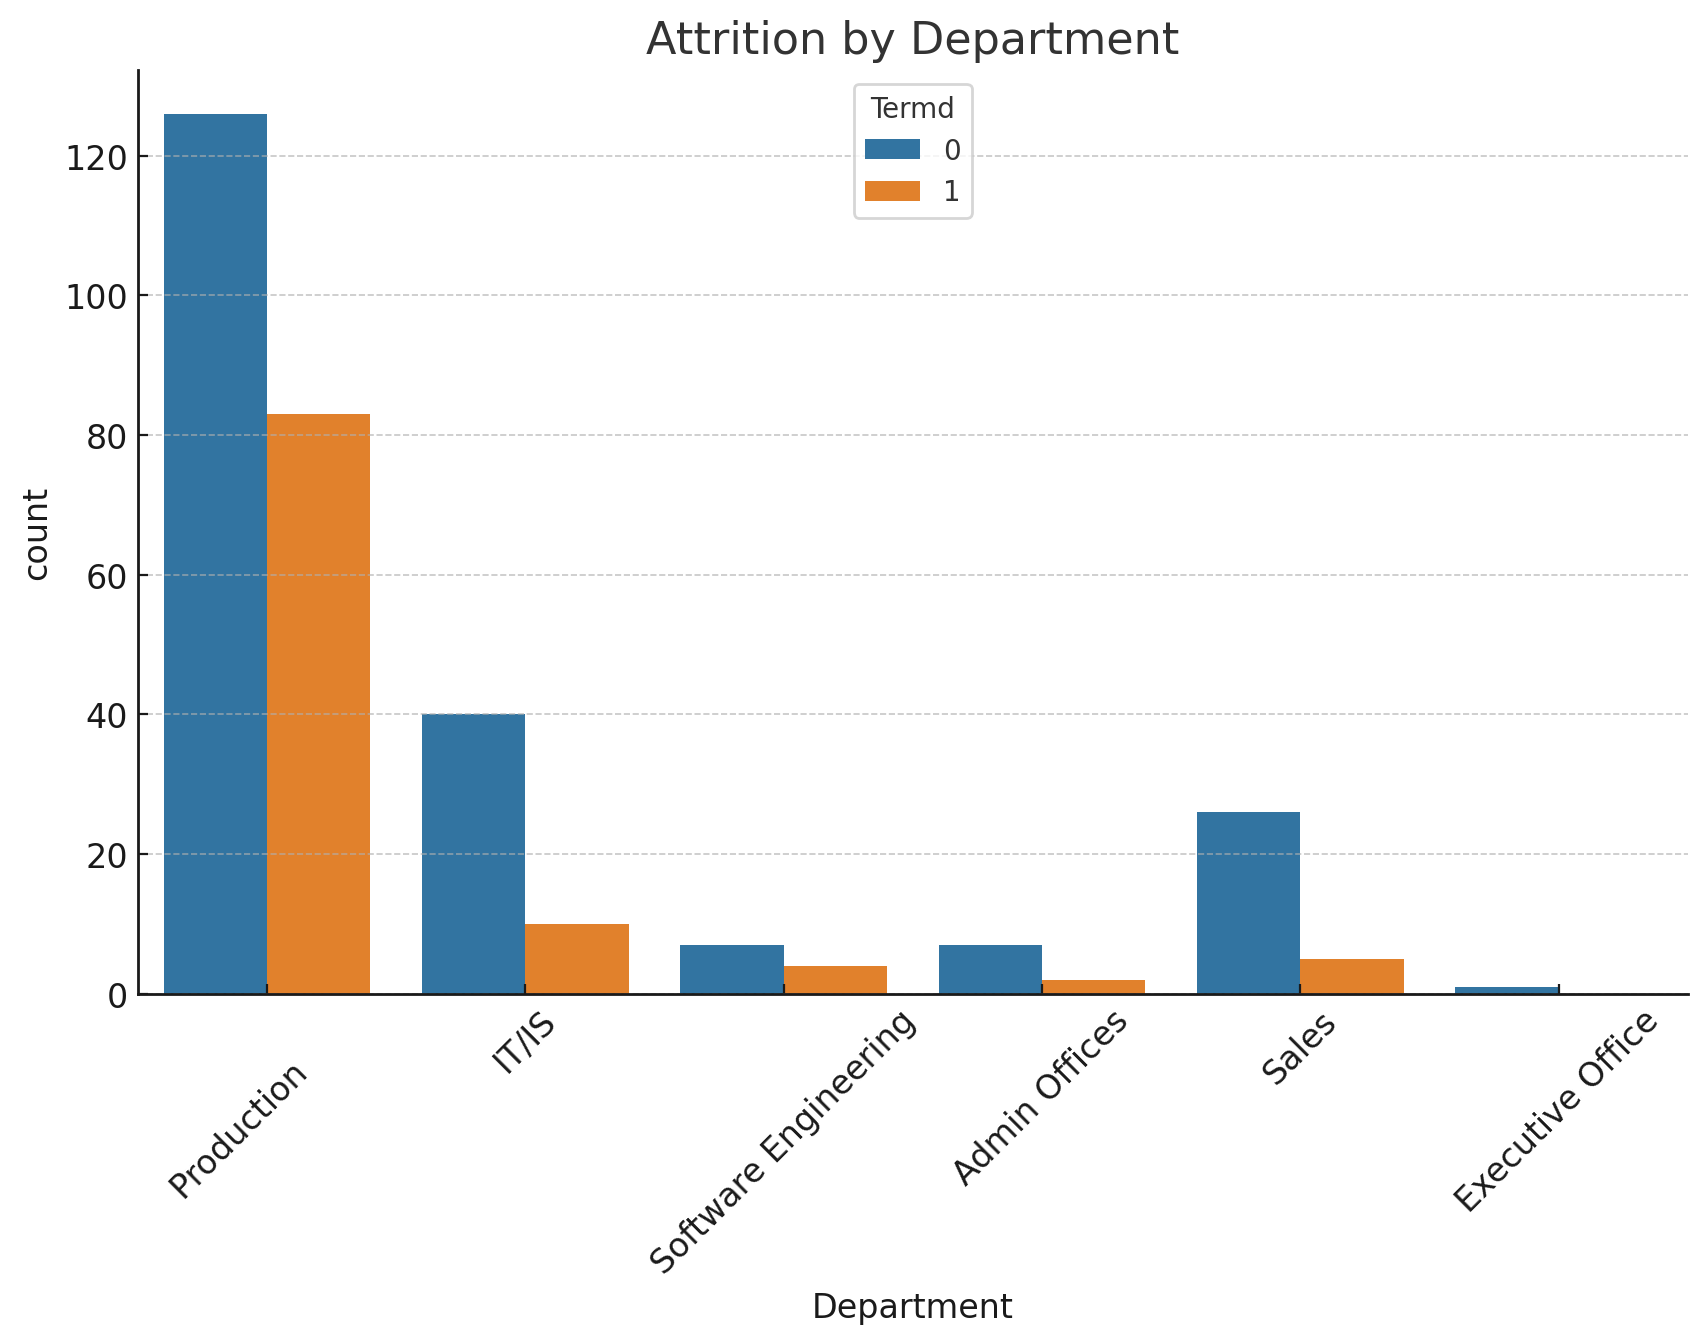 Attrition by Department
Termd
0
1
120
100
80
60
40
20
0
count
Production
IT/IS
Software Engineering
Admin Offices
Sales
Executive Office
Department